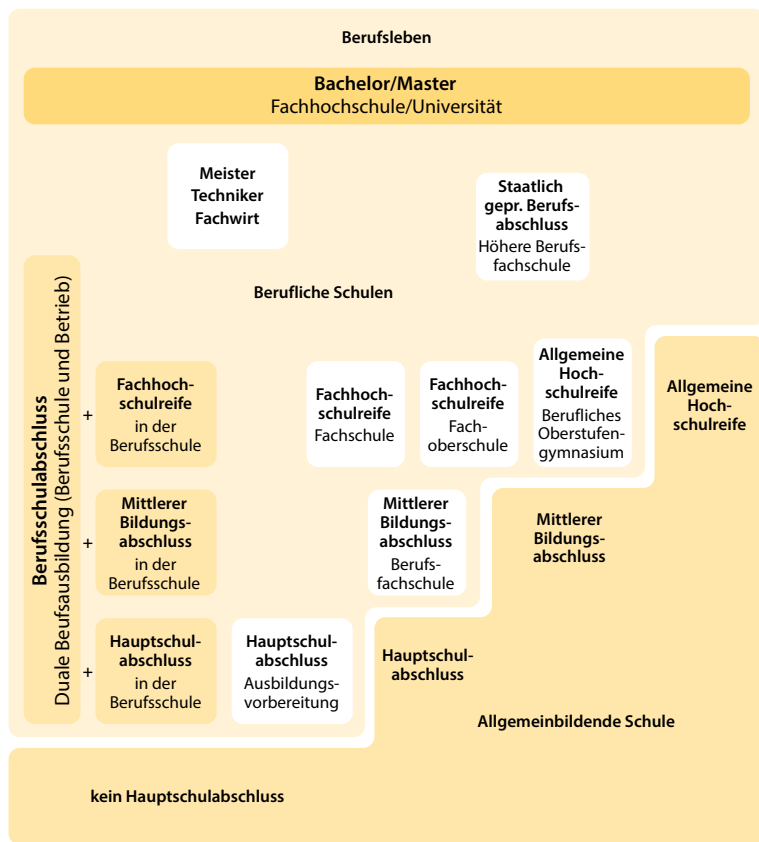 Berufsleben
Bachelor/Master
Fachhochschule/Universität
Meister
Techniker
Fachwirt
Staatlich
gepr. Berufs-
abschluss
Höhere Berufs-
fachschule
Berufliche Schulen
Berufsschulabschluss
Duale Beufsausbildung (Berufsschule und Betrieb)
+
Fachhoch-
schulreife
in der
Berufsschule
Fachhoch-
schulreife
Fachschule
Fachhoch-
schulreife
Fach-
oberschule
Allgemeine
Hoch-
schulreife
Berufliches
Oberstufen-
gymnasium
Allgemeine
Hoch-
schulreife
+
Mittlerer
Bildungs-
abschluss
in der
Berufsschule
Mittlerer
Bildungs-
abschluss
Berufs-
fachschule
Mittlerer
Bildungs-
abschluss
+
Hauptschul-
abschluss
in der
Berufsschule
Hauptschul-
abschluss
Ausbildungs-
vorbereitung
Hauptschul-
abschluss
Allgemeinbildende Schule
kein Hauptschulabschluss